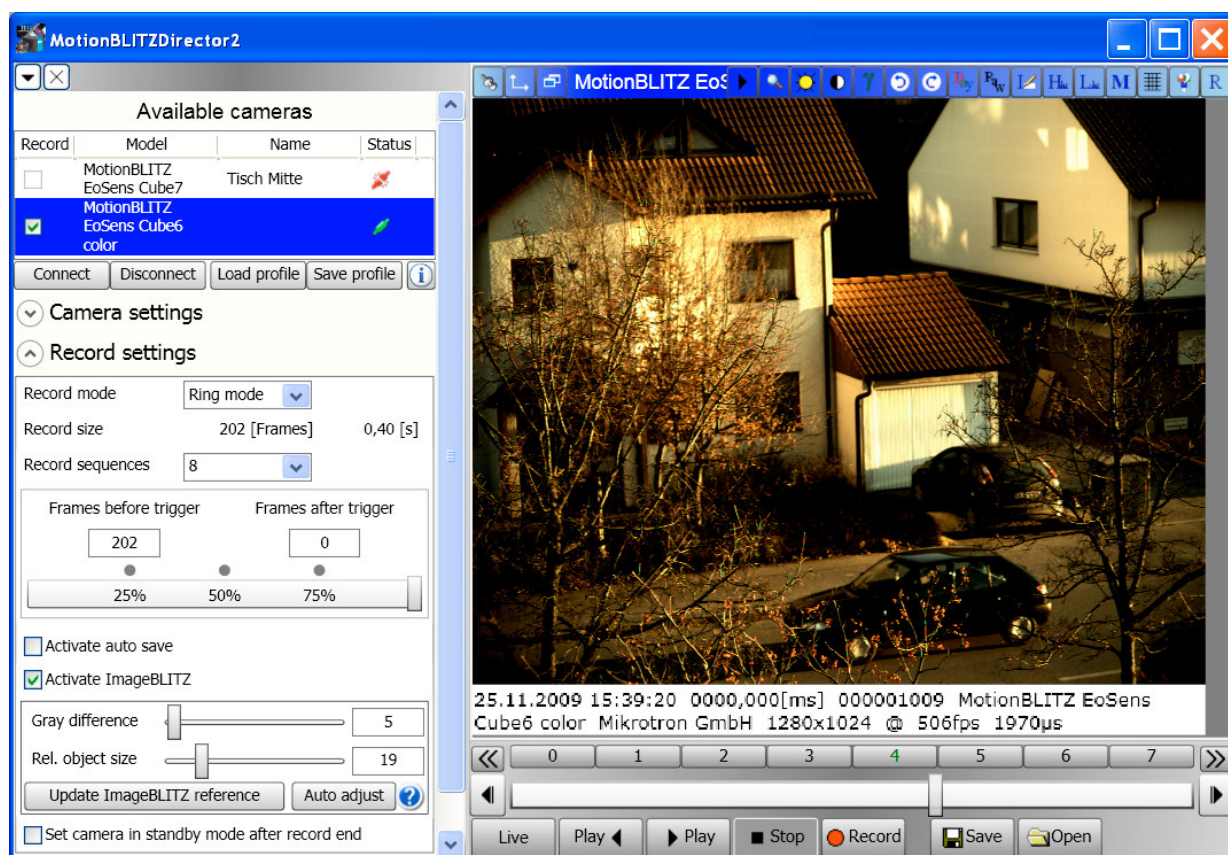 MotionBLITZDirector2
Available cameras
Record Model Name Status
MotionBLITZ EoSens Cube7 Tisch Mitte
MotionBLITZ EoSens Cube6 color
Connect Disconnect Load profile Save profile i
Camera settings
Record settings
Record mode Ring mode
Record size 202 [Frames] 0,40 [s]
Record sequences 8
Frames before trigger Frames after trigger
202 0
25% 50% 75%
Activate auto save
Activate ImageBLITZ
Gray difference 5
Rel. object size 19
Update ImageBLITZ reference Auto adjust ?
Set camera in standby mode after record end
MotionBLITZ EoS γ Bay Raw I H L M R
25.11.2009 15:39:20 0000,000[ms] 000001009 MotionBLITZ EoSens
Cube6 color Mikrotron GmbH 1280x1024 @ 506fps 1970µs
0 1 2 3 4 5 6 7
Live Play Play Stop Record Save Open